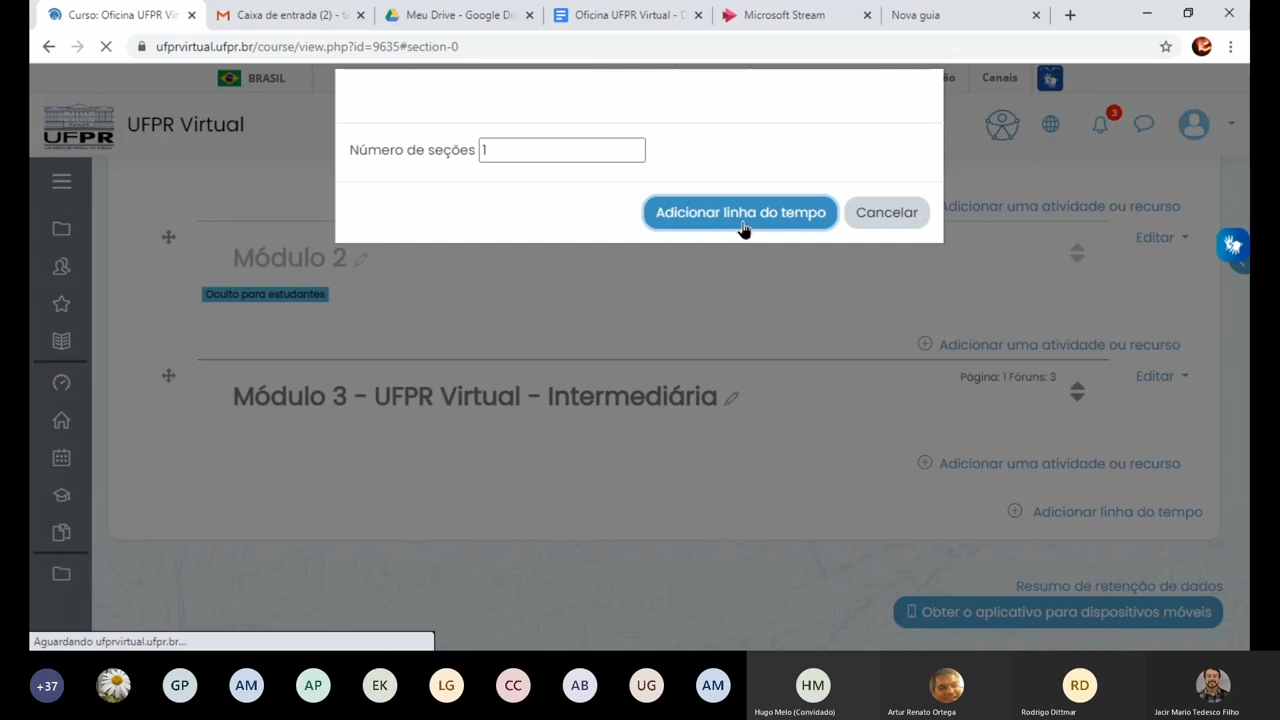 Curso: Oficina UFPR Vir
Caixa de entrada (2) - t
Meu Drive - Google Dri
Oficina UFPR Virtual - D
Microsoft Stream
Nova guia
ufprvirtual.ufpr.br/course/view.php?id=9635#section-0
BRASIL
Canais
UFPR
UFPR Virtual
3
Número de seções 1
Adicionar linha do tempo
Cancelar
Adicionar uma atividade ou recurso
Módulo 2
Editar
Oculto para estudantes
Adicionar uma atividade ou recurso
Módulo 3 - UFPR Virtual - Intermediária
Página: 1 Fóruns: 3
Editar
Adicionar uma atividade ou recurso
Adicionar linha do tempo
Resumo de retenção de dados
Obter o aplicativo para dispositivos móveis
Aguardando ufprvirtual.ufpr.br...
+37
GP
AM
AP
EK
LG
CC
AB
UG
AM
HM
RD
Hugo Melo (Convidado)
Artur Renato Ortega
Rodrigo Dittmar
Jacir Mario Tedesco Filho